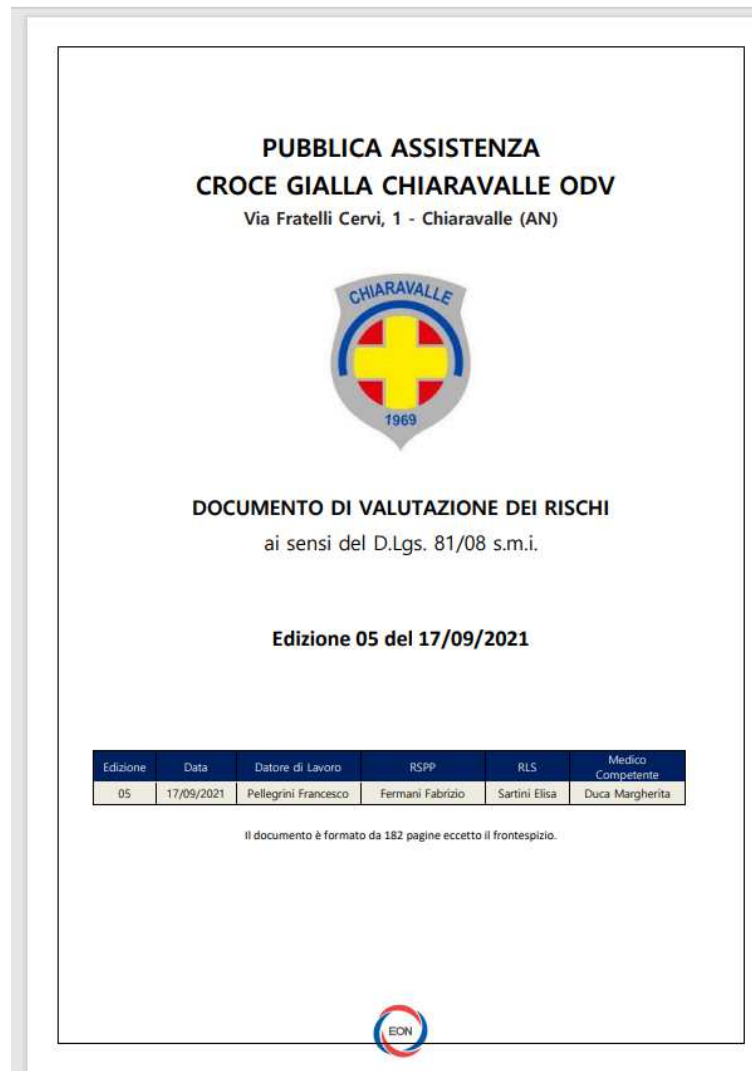 PUBBLICA ASSISTENZA
CROCE GIALLA CHIARAVALLE ODV
Via Fratelli Cervi, 1 - Chiaravalle (AN)
CHIARAVALLE
1969
DOCUMENTO DI VALUTAZIONE DEI RISCHI
ai sensi del D.Lgs. 81/08 s.m.i.
Edizione 05 del 17/09/2021
Edizione Data Datore di Lavoro RSPP RLS Medico Competente
05 17/09/2021 Pellegrini Francesco Fermani Fabrizio Sartini Elisa Duca Margherita
Il documento è formato da 182 pagine eccetto il frontespizio.
EON